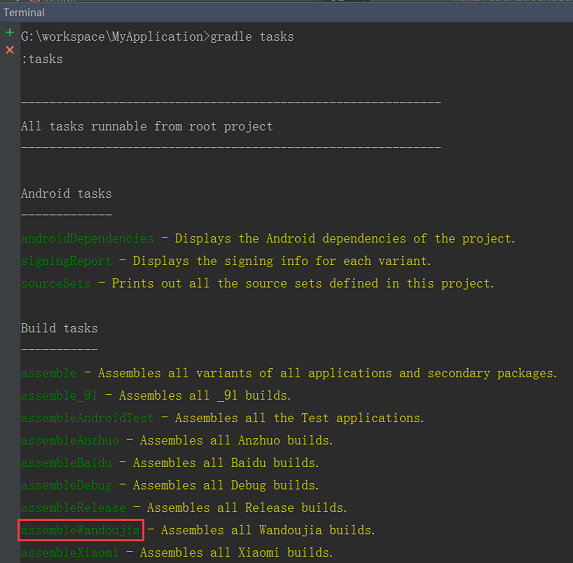 Terminal
G:\workspace\MyApplication>gradle tasks
:tasks
------------------------------------------------------------
All tasks runnable from root project
------------------------------------------------------------
Android tasks
-------------
androidDependencies - Displays the Android dependencies of the project.
signingReport - Displays the signing info for each variant.
sourceSets - Prints out all the source sets defined in this project.
Build tasks
-----------
assemble - Assembles all variants of all applications and secondary packages.
assemble_91 - Assembles all _91 builds.
assembleAndroidTest - Assembles all the Test applications.
assembleAnzhuo - Assembles all Anzhuo builds.
assembleBaidu - Assembles all Baidu builds.
assembleDebug - Assembles all Debug builds.
assembleRelease - Assembles all Release builds.
assembleWandoujia - Assembles all Wandoujia builds.
assembleXiaomi - Assembles all Xiaomi builds.